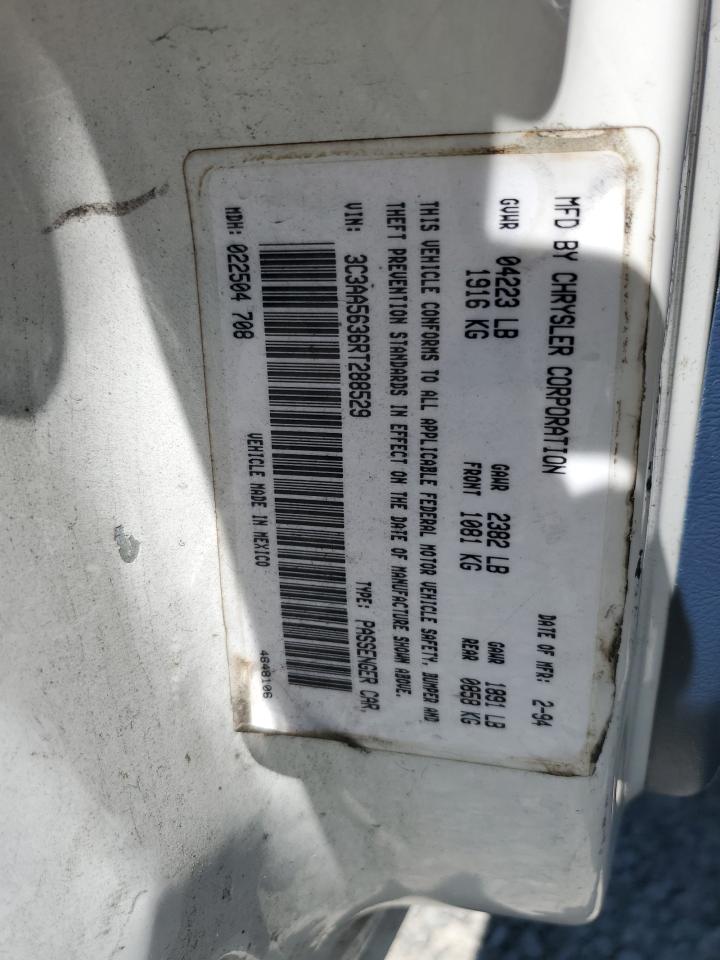 MFD BY CHRYSLER CORPORATION DATE OF MFR: 2-94
GVWR 04223 LB GAWR 2382 LB GAWR 1891 LB
1916 KG FRONT 1081 KG REAR 0858 KG
THIS VEHICLE CONFORMS TO ALL APPLICABLE FEDERAL MOTOR VEHICLE SAFETY, BUMPER AND
THEFT PREVENTION STANDARDS IN EFFECT ON THE DATE OF MANUFACTURE SHOWN ABOVE.
VIN: 3C3AA5636RT288529 TYPE: PASSENGER CAR.
VEHICLE MADE IN MEXICO
MDH: 022504 708 4648106